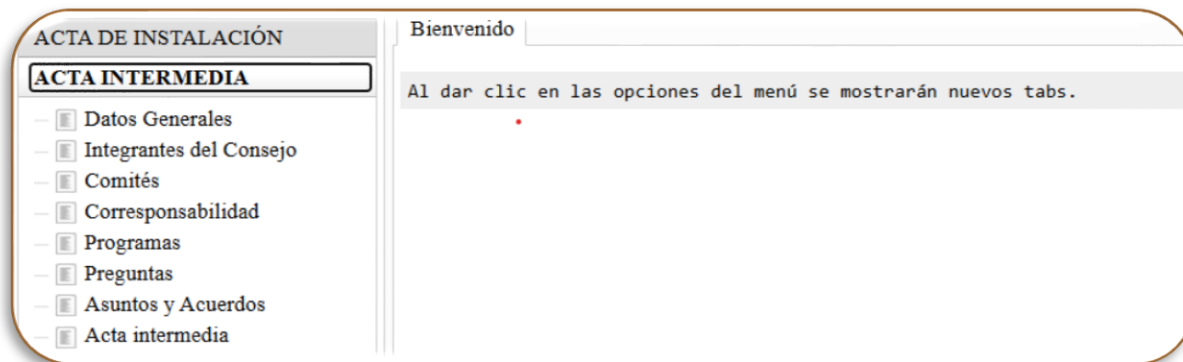 ACTA DE INSTALACIÓN
ACTA INTERMEDIA
Datos Generales
Integrantes del Consejo
Comités
Corresponsabilidad
Programas
Preguntas
Asuntos y Acuerdos
Acta intermedia
Bienvenido
Al dar clic en las opciones del menú se mostrarán nuevos tabs.